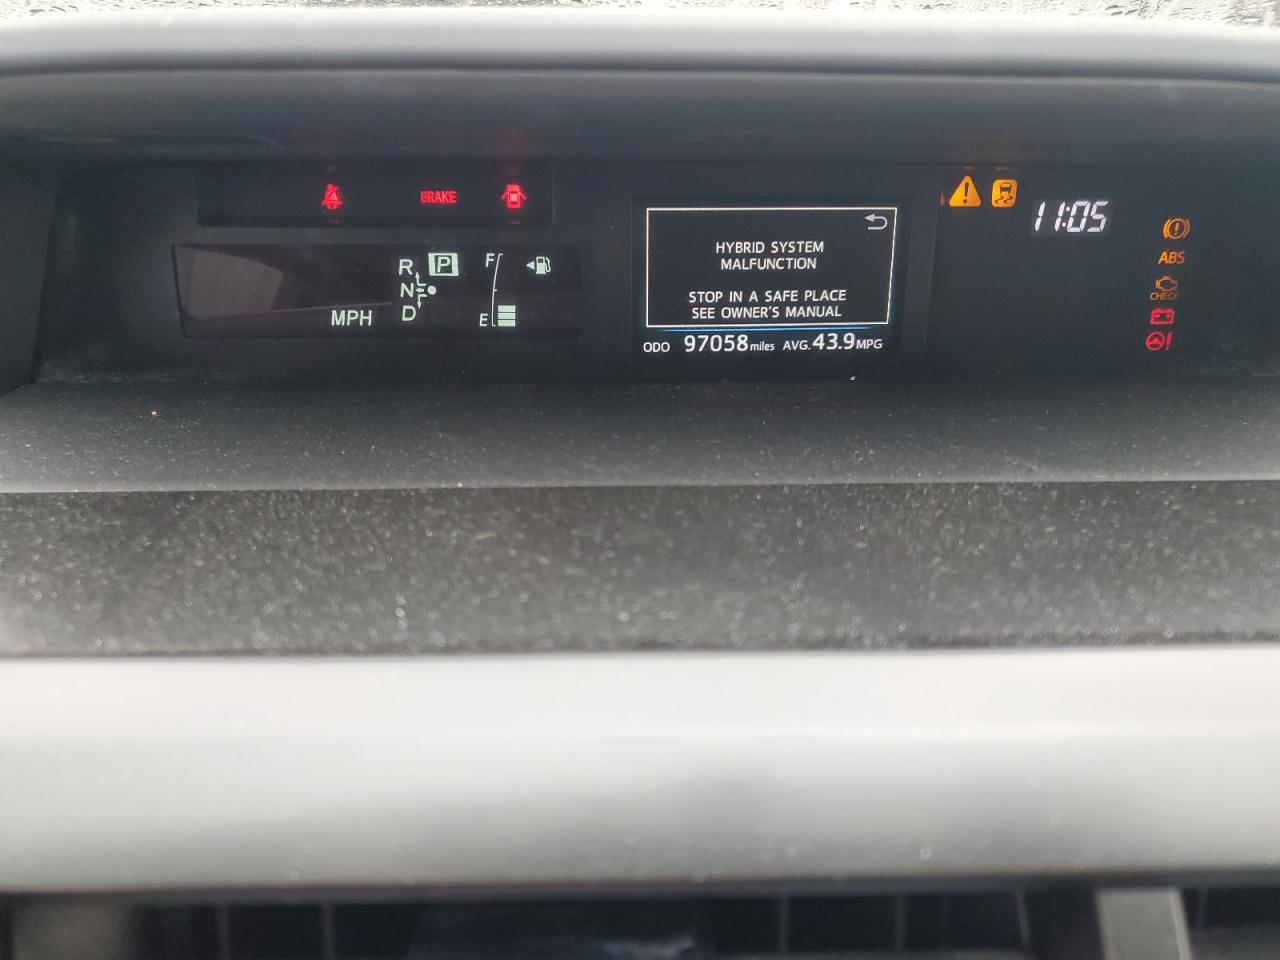 BRAKE
R P
N
D
MPH
F
E
HYBRID SYSTEM
MALFUNCTION
STOP IN A SAFE PLACE
SEE OWNER'S MANUAL
ODO 97058 miles AVG. 43.9 MPG
11:05
ABS
CHECK